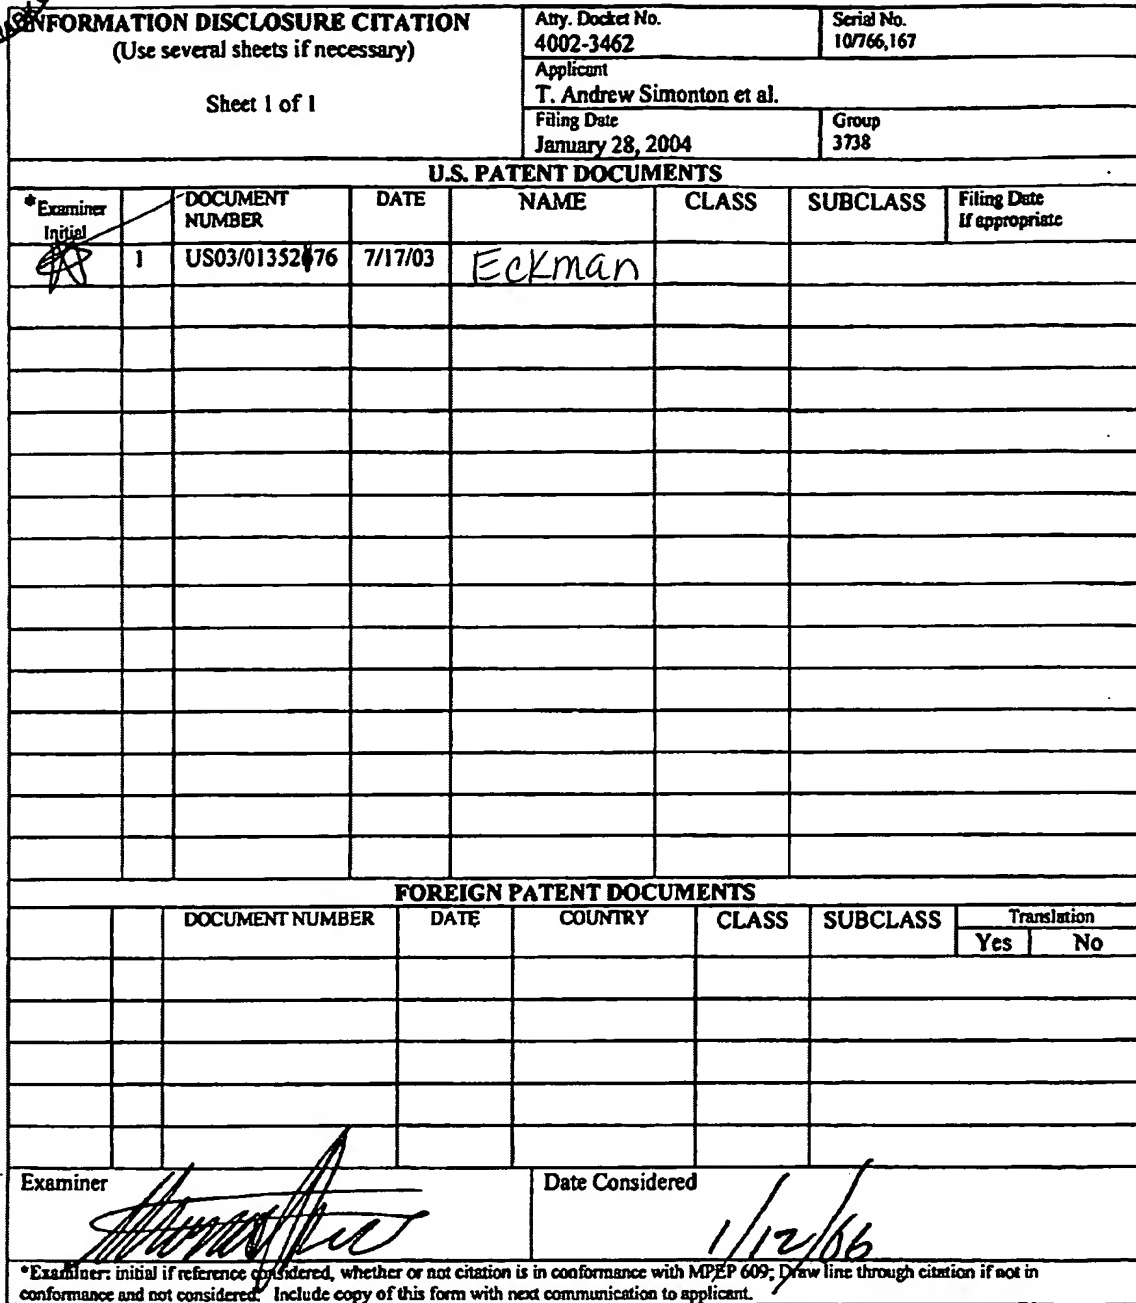 INFORMATION DISCLOSURE CITATION
(Use several sheets if necessary)
Sheet 1 of 1
Atty. Docket No.
4002-3462
Serial No.
10/766,167
Applicant
T. Andrew Simonton et al.
Filing Date
January 28, 2004
Group
3738
U.S. PATENT DOCUMENTS
*Examiner Initial DOCUMENT NUMBER DATE NAME CLASS SUBCLASS Filing Date If appropriate
1 7/17/03 Eckman
FOREIGN PATENT DOCUMENTS
DOCUMENT NUMBER DATE COUNTRY CLASS SUBCLASS Translation
Yes No
Examiner
Date Considered
1/12/06
*Examiner: initial if reference considered, whether or not citation is in conformance with MPEP 609; Draw line through citation if not in
conformance and not considered. Include copy of this form with next communication to applicant.